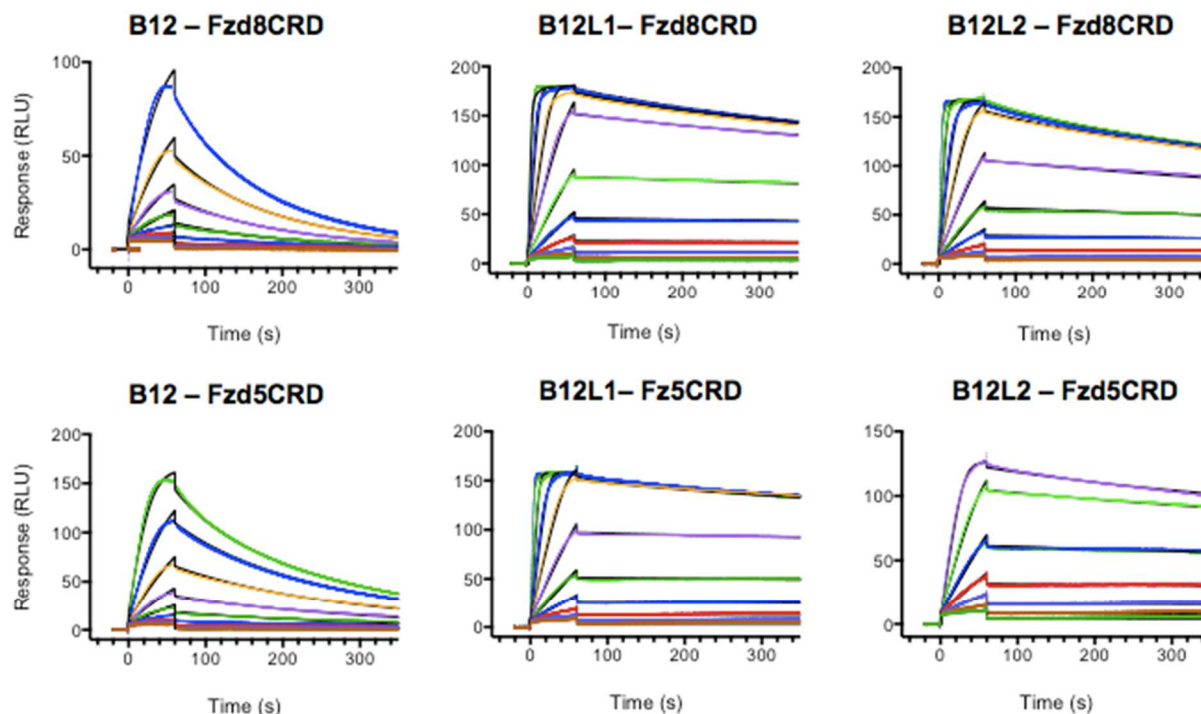 B12 – Fzd8CRD
B12L1– Fzd8CRD
B12L2 – Fzd8CRD
Response (RLU)
100
50
0
0 100 200 300
Time (s)
200
150
100
50
0
0 100 200 300
Time (s)
200
150
100
50
0
0 100 200 300
Time (s)
B12 – Fzd5CRD
B12L1– Fz5CRD
B12L2 – Fzd5CRD
Response (RLU)
200
150
100
50
0
0 100 200 300
Time (s)
200
150
100
50
0
0 100 200 300
Time (s)
150
100
50
0
0 100 200 300
Time (s)